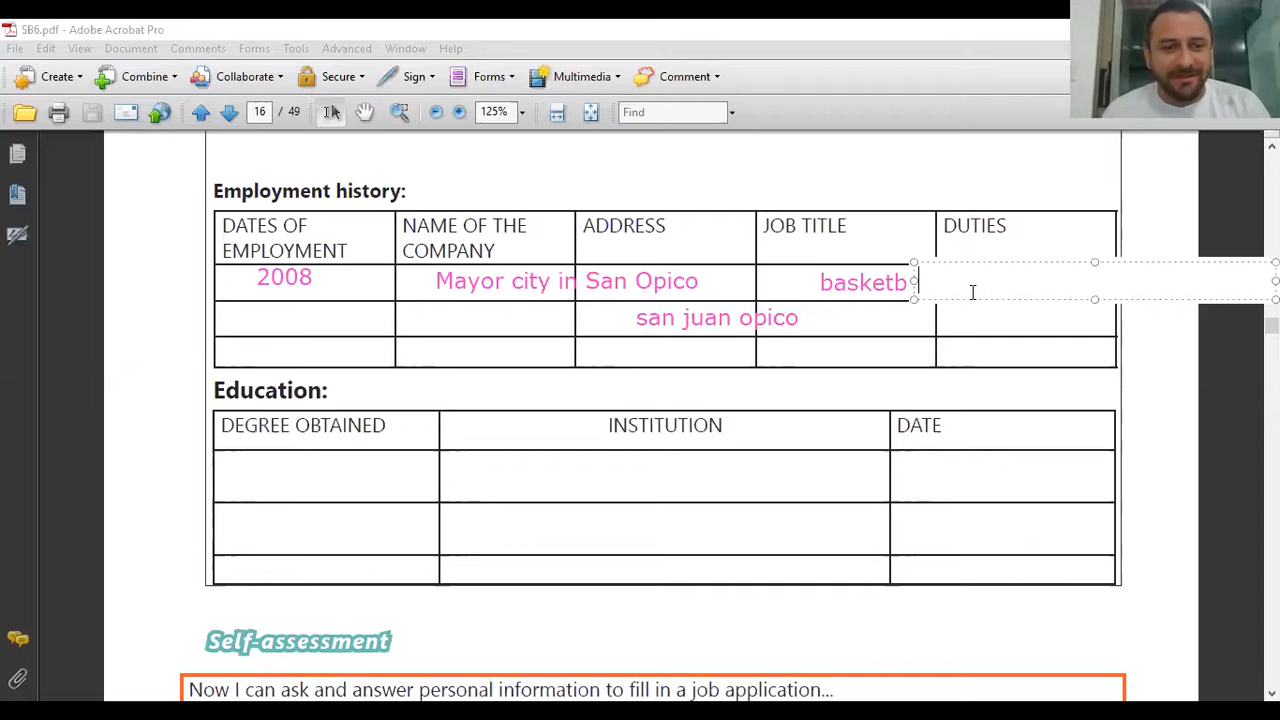 SB6.pdf - Adobe Acrobat Pro
File Edit View Document Comments Forms Tools Advanced Window Help
Create Combine Collaborate Secure Sign Forms Multimedia Comment
16 / 49 125% Find
Employment history:
DATES OF EMPLOYMENT NAME OF THE COMPANY ADDRESS JOB TITLE DUTIES
2008 Mayor city in San Opico basketb
san juan opico
Education:
DEGREE OBTAINED INSTITUTION DATE
Self-assessment
Now I can ask and answer personal information to fill in a job application...